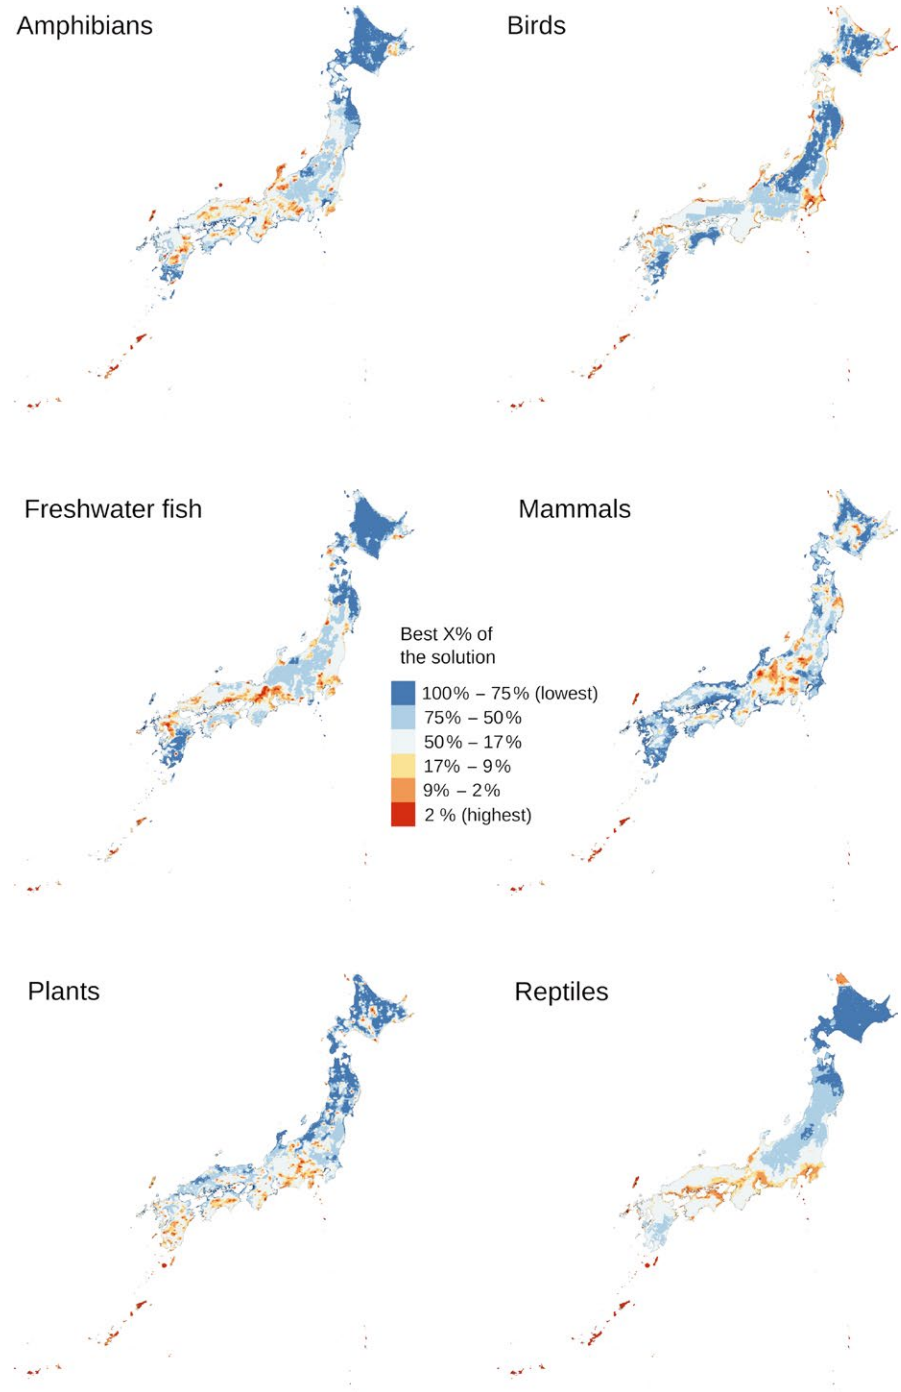 Amphibians
Birds
Freshwater fish
Mammals
Best X% of
the solution
100% – 75% (lowest)
75% – 50%
50% – 17%
17% – 9%
9% – 2%
2 % (highest)
Plants
Reptiles